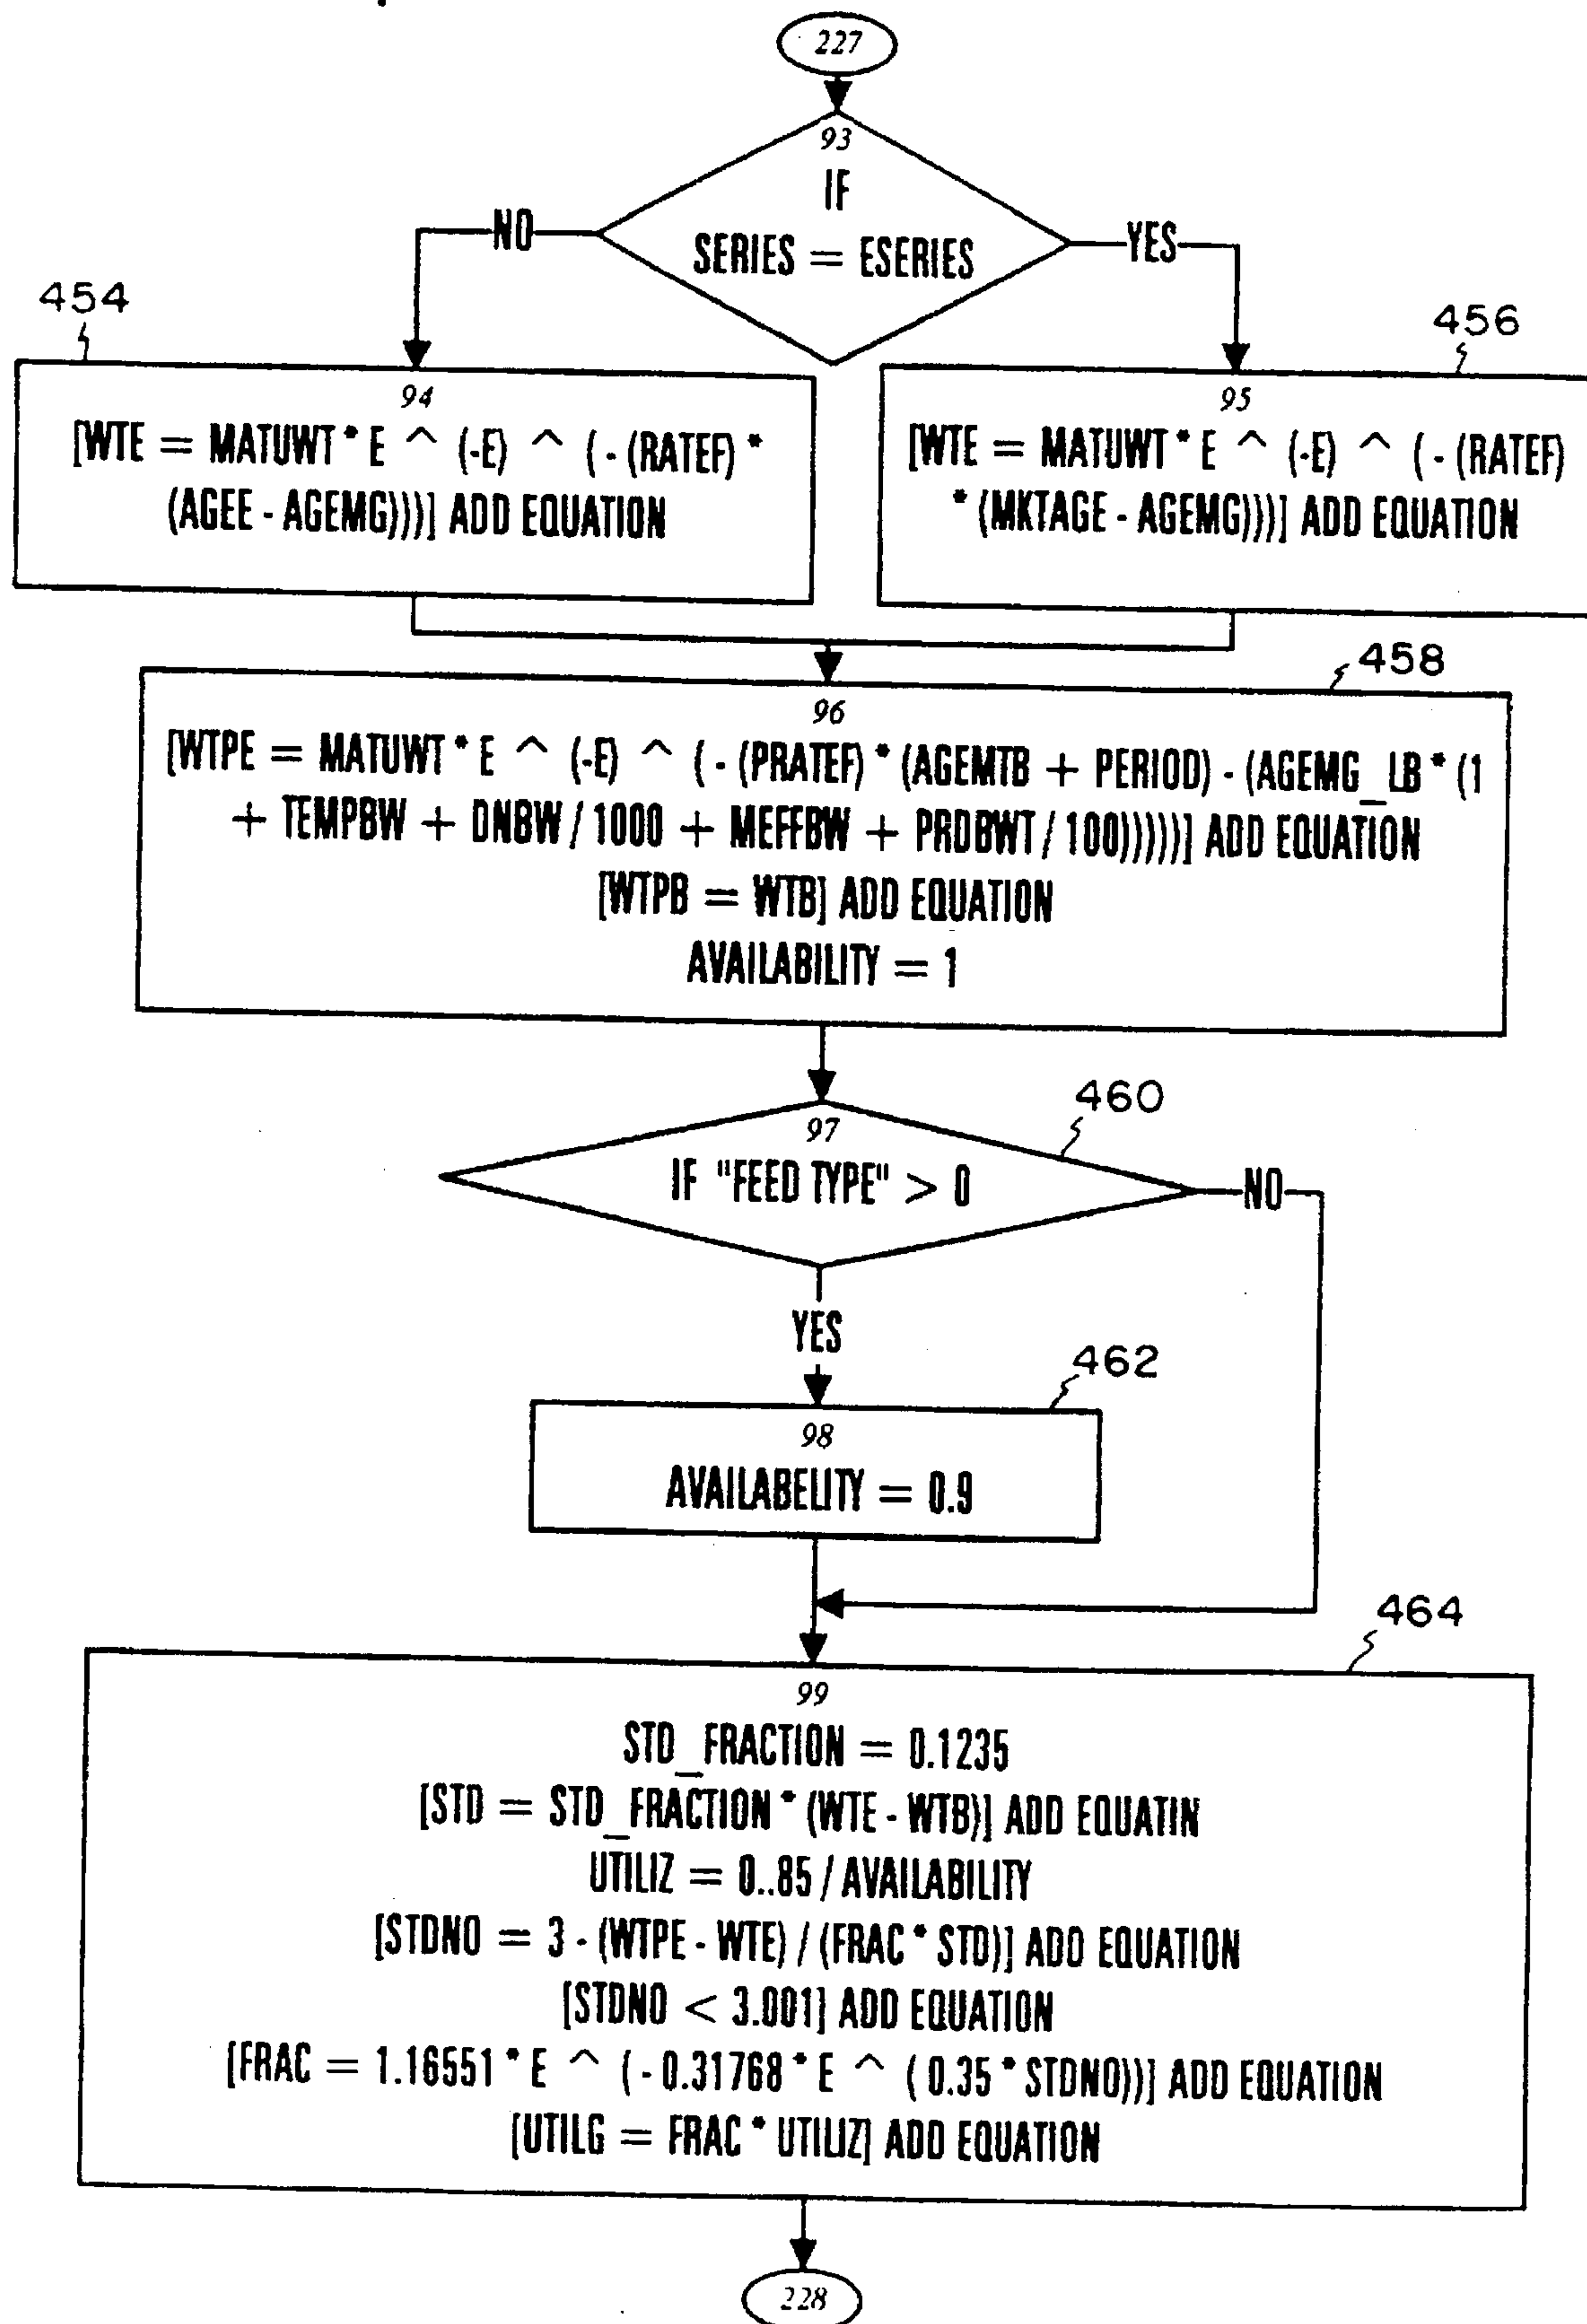 227
93
IF
SERIES = ESERIES
NO
YES
454
456
94
[WTE = MATUWT * E ^ (-E) ^ ( - (RATEF) *
(AGEE - AGEMG)))] ADD EQUATION
95
[WTE = MATUWT * E ^ (-E) ^ ( - (RATEF)
* (MKTAGE - AGEMG)))] ADD EQUATION
458
96
[WTPE = MATUWT * E ^ (-E) ^ ( - (PRATEF) * (AGEMTB + PERIOD) - (AGEMG_LB * (1
+ TEMPBW + DNBW / 1000 + MEFFBW + PRDBWT / 100)))))] ADD EQUATION
[WTPB = WTB] ADD EQUATION
AVAILABILITY = 1
460
97
IF "FEED TYPE" > 0
NO
YES
462
98
AVAILABELITY = 0.9
464
99
STD_FRACTION = 0.1235
[STD = STD_FRACTION * (WTE - WTB)] ADD EQUATIN
UTILIZ = 0..85 / AVAILABILITY
[STDNO = 3 - (WTPE - WTE) / (FRAC * STD)] ADD EQUATION
[STDNO < 3.001] ADD EQUATION
[FRAC = 1.16551 * E ^ ( - 0.31768 * E ^ ( 0.35 * STDNO))] ADD EQUATION
[UTILG = FRAC * UTILIZ] ADD EQUATION
228